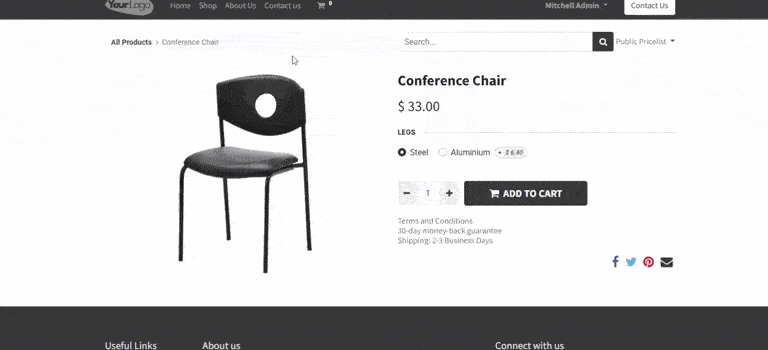 YourLogo
Home Shop About Us Contact us 0 Mitchell Admin Contact Us
All Products › Conference Chair Search... Public Pricelist
Conference Chair
$ 33.00
LEGS
Steel Aluminium + $ 6.40
− 1 + ADD TO CART
Terms and Conditions
30-day money-back guarantee
Shipping: 2-3 Business Days
Useful Links About us Connect with us